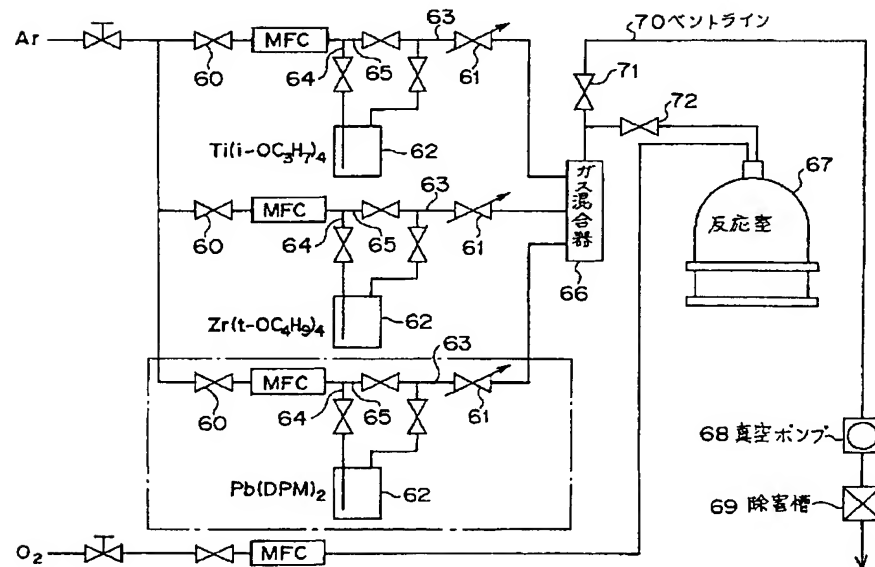 70ベントライン
Ar
60
MFC
64
65
63
61
71
72
Ti(i-OC₃H₇)₄
62
67
ガス混合器
反応室
60
MFC
64
65
63
61
66
Zr(t-OC₄H₉)₄
62
60
MFC
64
65
63
61
Pb(DPM)₂
62
68 真空ポンプ
69 除害槽
O₂
MFC